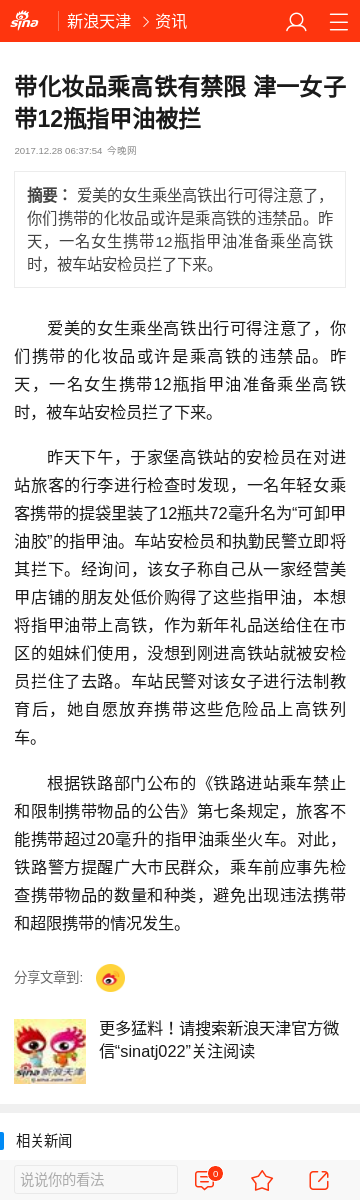 sina
新浪天津 > 资讯
带化妆品乘高铁有禁限 津一女子
带12瓶指甲油被拦
2017.12.28 06:37:54 今晚网
摘要： 爱美的女生乘坐高铁出行可得注意了，
你们携带的化妆品或许是乘高铁的违禁品。昨
天，一名女生携带12瓶指甲油准备乘坐高铁
时，被车站安检员拦了下来。
爱美的女生乘坐高铁出行可得注意了，你
们携带的化妆品或许是乘高铁的违禁品。昨
天，一名女生携带12瓶指甲油准备乘坐高铁
时，被车站安检员拦了下来。
昨天下午，于家堡高铁站的安检员在对进
站旅客的行李进行检查时发现，一名年轻女乘
客携带的提袋里装了12瓶共72毫升名为“可卸甲
油胶”的指甲油。车站安检员和执勤民警立即将
其拦下。经询问，该女子称自己从一家经营美
甲店铺的朋友处低价购得了这些指甲油，本想
将指甲油带上高铁，作为新年礼品送给住在市
区的姐妹们使用，没想到刚进高铁站就被安检
员拦住了去路。车站民警对该女子进行法制教
育后，她自愿放弃携带这些危险品上高铁列
车。
根据铁路部门公布的《铁路进站乘车禁止
和限制携带物品的公告》第七条规定，旅客不
能携带超过20毫升的指甲油乘坐火车。对此，
铁路警方提醒广大市民群众，乘车前应事先检
查携带物品的数量和种类，避免出现违法携带
和超限携带的情况发生。
分享文章到:
sina新浪天津
tj.sina.com.cn
更多猛料！请搜索新浪天津官方微
信“sinatj022”关注阅读
相关新闻
说说你的看法
0